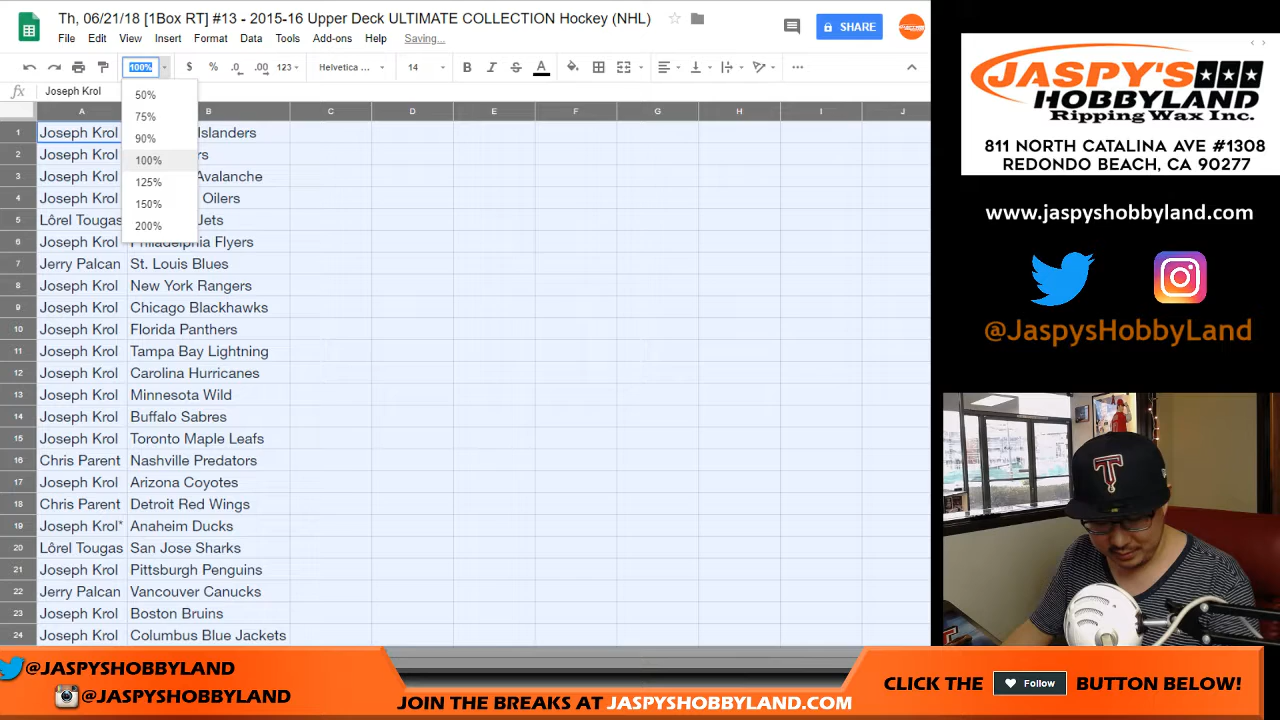 Th, 06/21/18 [1Box RT] #13 - 2015-16 Upper Deck ULTIMATE COLLECTION Hockey (NHL)
File Edit View Insert Format Data Tools Add-ons Help Saving...
SHARE
100% $ % .0 .00 123 Helvetica ... 14 B I S A
fx Joseph Krol
50%
75%
90%
100%
125%
150%
200%
A B C D E F G H I J
1 Joseph Krol Islanders
2 Joseph Krol rs
3 Joseph Krol Avalanche
4 Joseph Krol Oilers
5 Lôrel Tougas Jets
6 Joseph Krol Philadelphia Flyers
7 Jerry Palcan St. Louis Blues
8 Joseph Krol New York Rangers
9 Joseph Krol Chicago Blackhawks
10 Joseph Krol Florida Panthers
11 Joseph Krol Tampa Bay Lightning
12 Joseph Krol Carolina Hurricanes
13 Joseph Krol Minnesota Wild
14 Joseph Krol Buffalo Sabres
15 Joseph Krol Toronto Maple Leafs
16 Chris Parent Nashville Predators
17 Joseph Krol Arizona Coyotes
18 Chris Parent Detroit Red Wings
19 Joseph Krol* Anaheim Ducks
20 Lôrel Tougas San Jose Sharks
21 Joseph Krol Pittsburgh Penguins
22 Jerry Palcan Vancouver Canucks
23 Joseph Krol Boston Bruins
24 Joseph Krol Columbus Blue Jackets
JASPY'S
HOBBYLAND
Ripping Wax Inc.
811 NORTH CATALINA AVE #1308
REDONDO BEACH, CA 90277
www.jaspyshobbyland.com
@JaspysHobbyLand
T
@JASPYSHOBBYLAND
@JASPYSHOBBYLAND
JOIN THE BREAKS AT JASPYSHOBBYLAND.COM
CLICK THE Follow BUTTON BELOW!